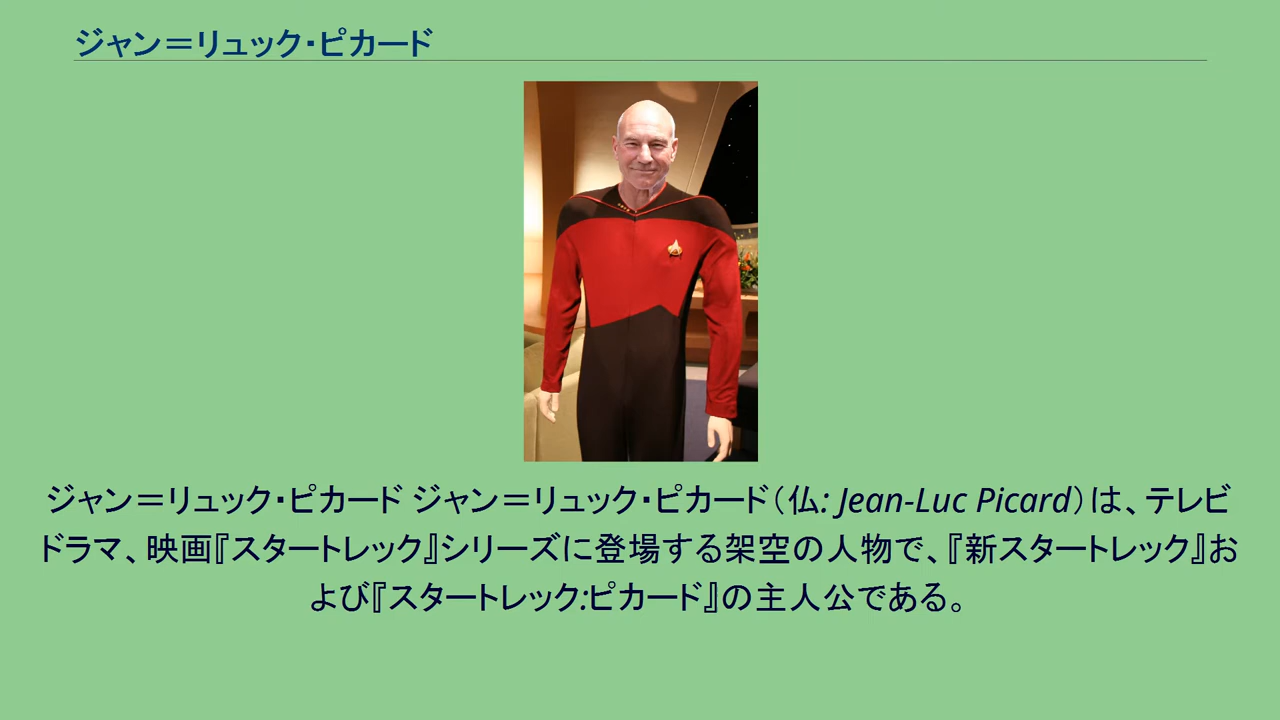 ジャン＝リュック・ピカード
ジャン＝リュック・ピカード ジャン＝リュック・ピカード（仏: Jean-Luc Picard）は、テレビ
ドラマ、映画『スタートレック』シリーズに登場する架空の人物で、『新スタートレック』お
よび『スタートレック:ピカード』の主人公である。